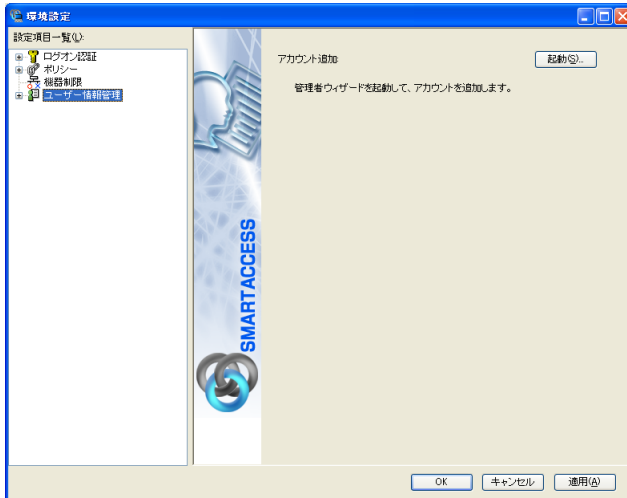 環境設定
設定項目一覧(L):
ログオン認証
ポリシー
機器制限
ユーザー情報管理
アカウント追加
起動(S)..
管理者ウィザードを起動して、アカウントを追加します。
SMARTACCESS
OK
キャンセル
適用(A)